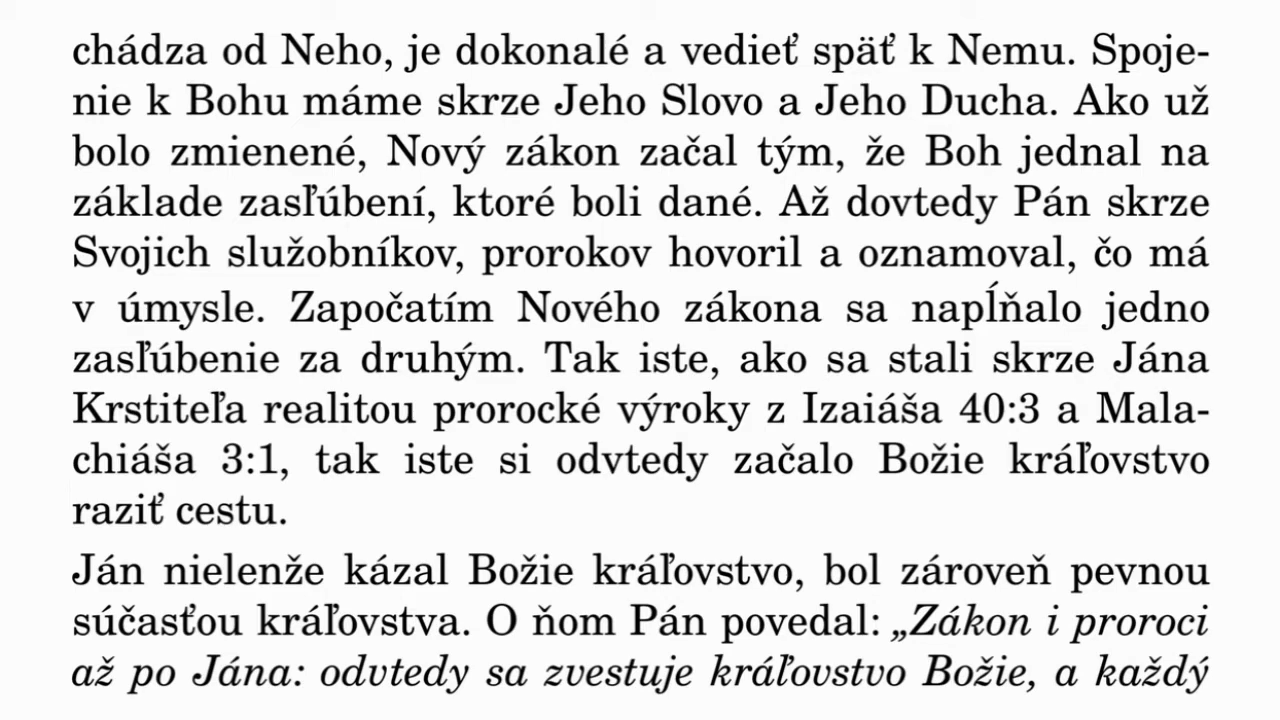 chádza od Neho, je dokonalé a vedieť späť k Nemu. Spoje-
nie k Bohu máme skrze Jeho Slovo a Jeho Ducha. Ako už
bolo zmienené, Nový zákon začal tým, že Boh jednal na
základe zasľúbení, ktoré boli dané. Až dovtedy Pán skrze
Svojich služobníkov, prorokov hovoril a oznamoval, čo má
v úmysle. Započatím Nového zákona sa napĺňalo jedno
zasľúbenie za druhým. Tak iste, ako sa stali skrze Jána
Krstiteľa realitou prorocké výroky z Izaiáša 40:3 a Mala-
chiáša 3:1, tak iste si odvtedy začalo Božie kráľovstvo
raziť cestu.
Ján nielenže kázal Božie kráľovstvo, bol zároveň pevnou
súčasťou kráľovstva. O ňom Pán povedal: „Zákon i proroci
až po Jána: odvtedy sa zvestuje kráľovstvo Božie, a každý